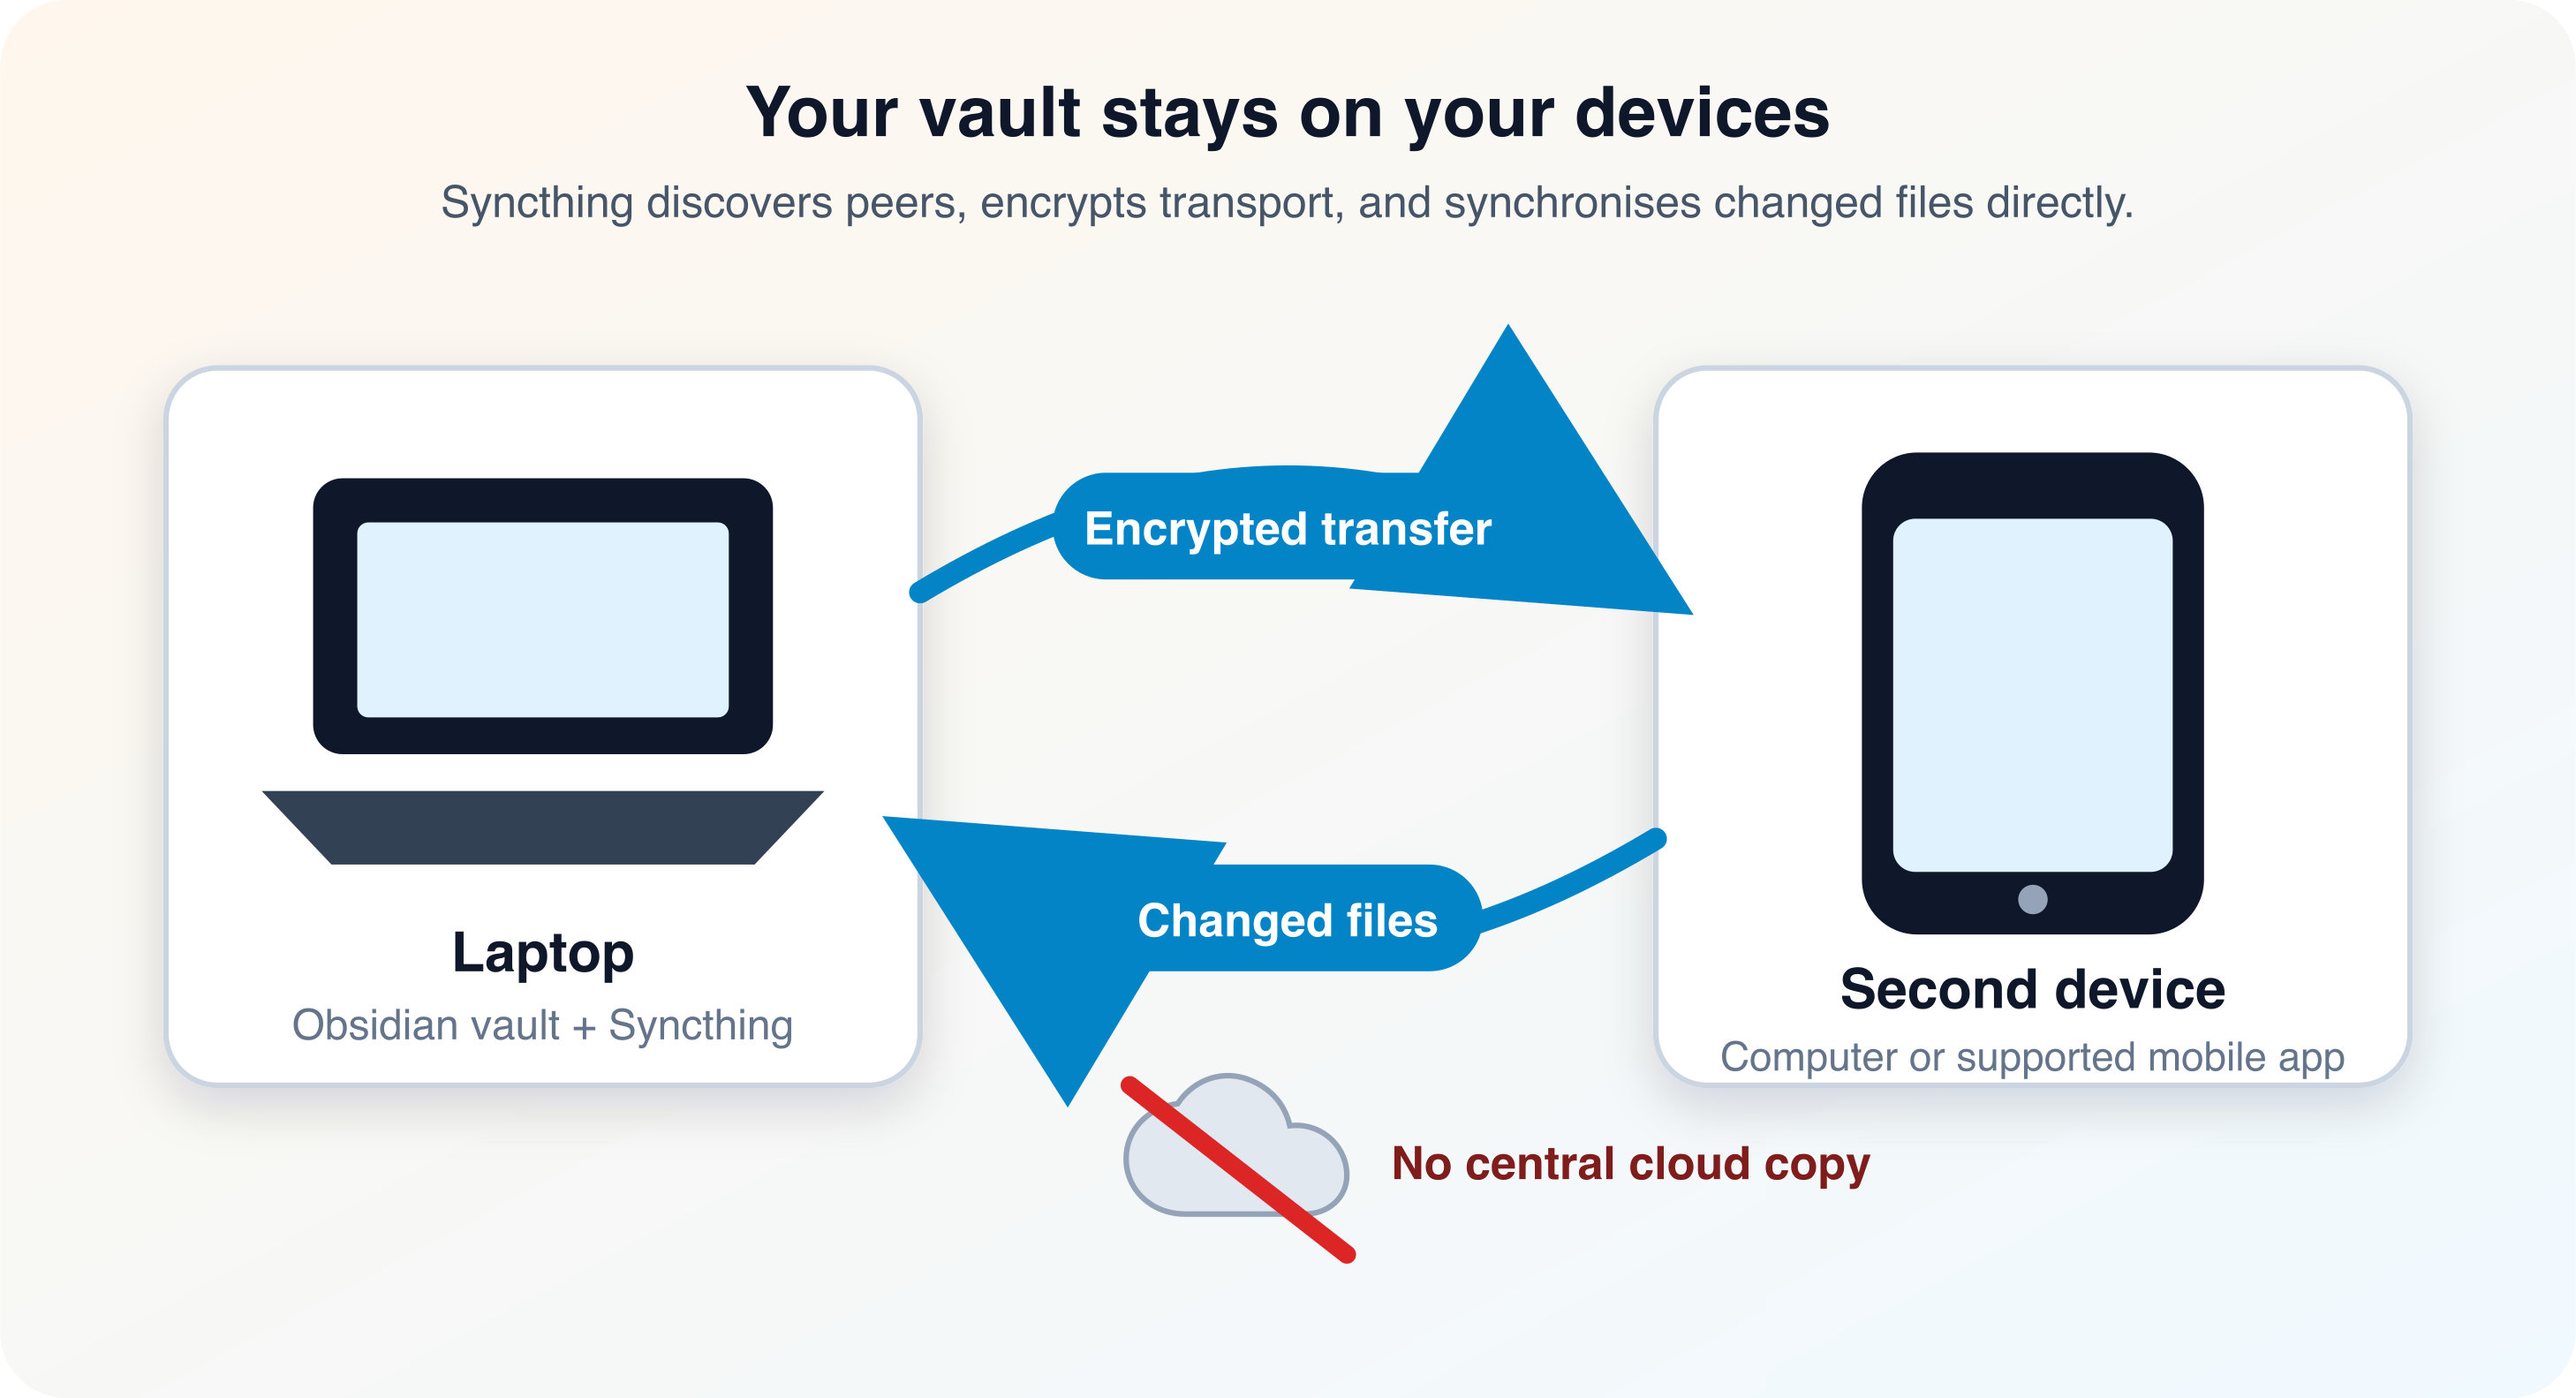 Your vault stays on your devices
Syncthing discovers peers, encrypts transport, and synchronises changed files directly.
Encrypted transfer
Changed files
Laptop
Obsidian vault + Syncthing
Second device
Computer or supported mobile app
No central cloud copy